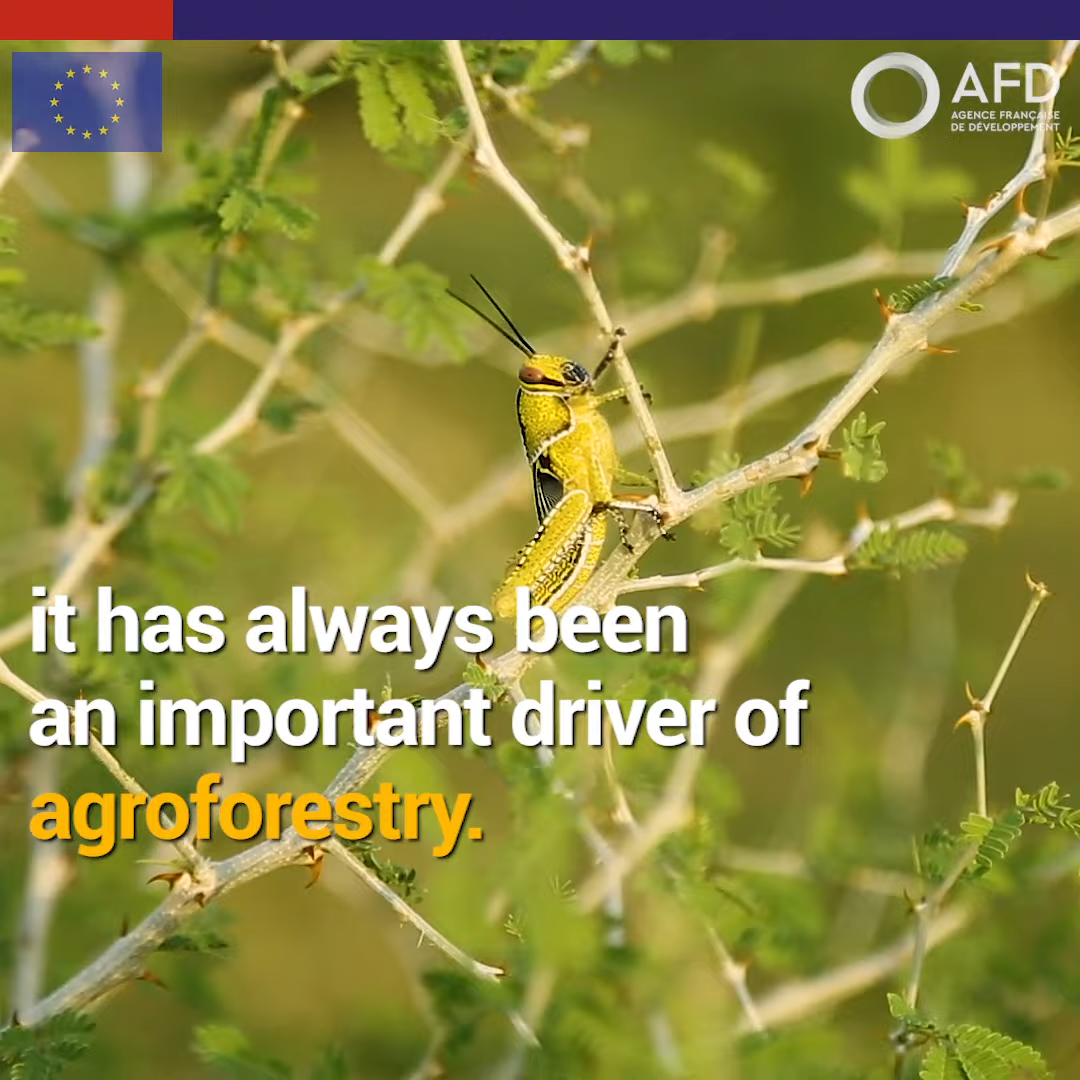 AFD
AGENCE FRANÇAISE
DE DÉVELOPPEMENT
it has always been
an important driver of
agroforestry.